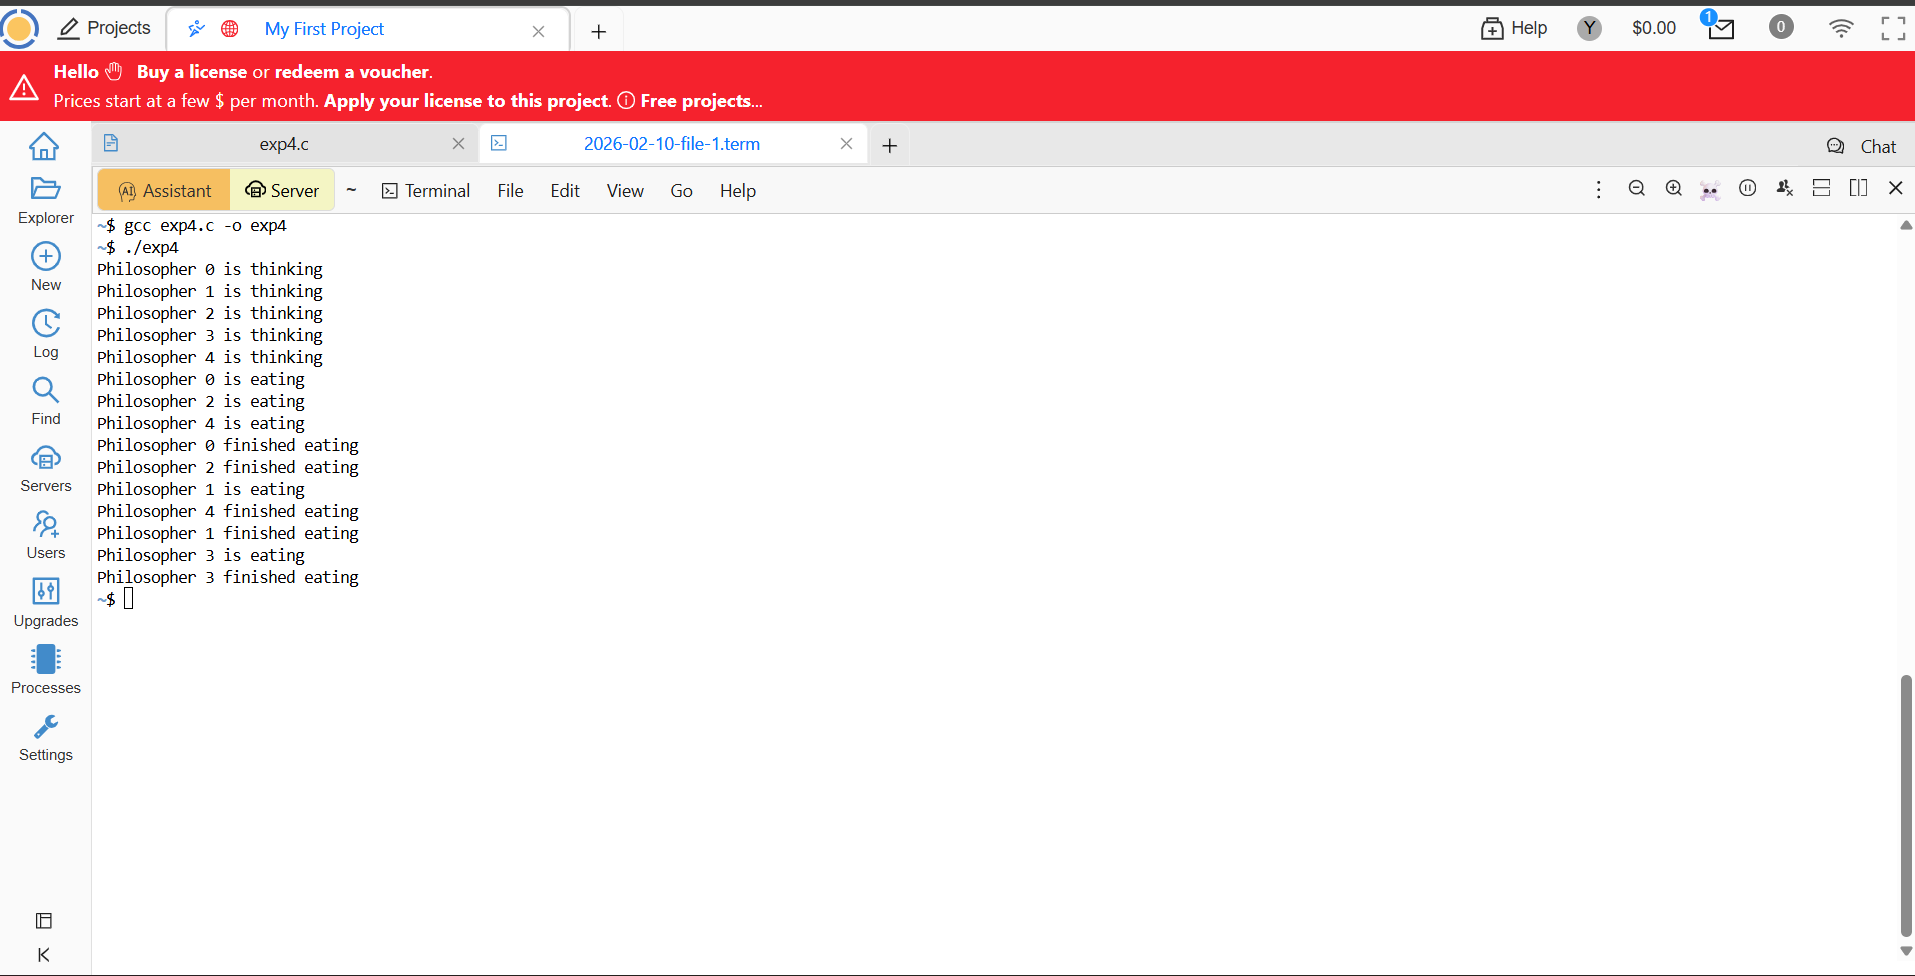 Projects
My First Project
Help
Y
$0.00
1
0
Hello Buy a license or redeem a voucher.
Prices start at a few $ per month. Apply your license to this project. Free projects...
exp4.c
2026-02-10-file-1.term
Chat
AI Assistant
Server
~
Terminal
File
Edit
View
Go
Help
Explorer
New
Log
Find
Servers
Users
Upgrades
Processes
Settings
~$ gcc exp4.c -o exp4
~$ ./exp4
Philosopher 0 is thinking
Philosopher 1 is thinking
Philosopher 2 is thinking
Philosopher 3 is thinking
Philosopher 4 is thinking
Philosopher 0 is eating
Philosopher 2 is eating
Philosopher 4 is eating
Philosopher 0 finished eating
Philosopher 2 finished eating
Philosopher 1 is eating
Philosopher 4 finished eating
Philosopher 1 finished eating
Philosopher 3 is eating
Philosopher 3 finished eating
~$